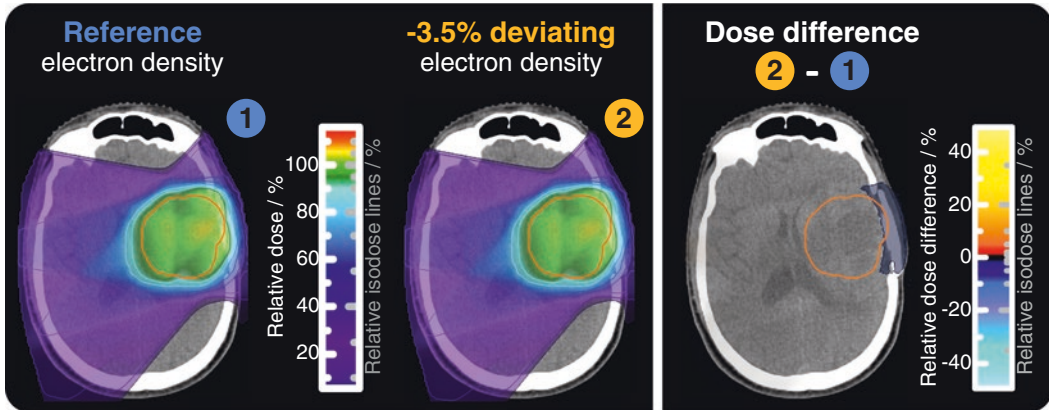 Reference
electron density
1
-3.5% deviating
electron density
2
Dose difference
2 - 1
Relative dose / %
100
80
60
40
20
Relative isodose lines / %
Relative dose difference / %
40
20
0
-20
-40
Relative isodose lines / %